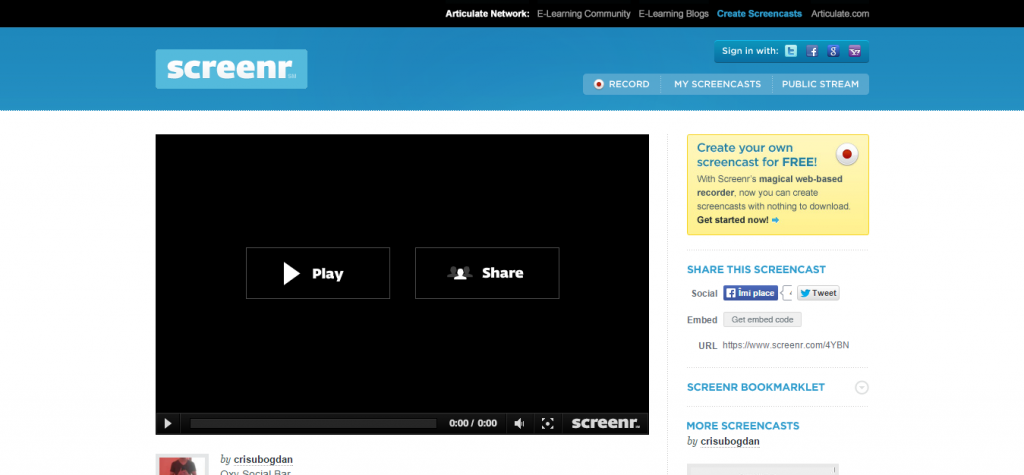 Articulate Network: E-Learning Community E-Learning Blogs Create Screencasts Articulate.com
screenr
Sign in with:
RECORD MY SCREENCASTS PUBLIC STREAM
Play
Share
0:00 / 0:00 screenr
by crisubogdan
Oxy Social Bar
Create your own
screencast for FREE!
With Screenr's magical web-based
recorder, now you can create
screencasts with nothing to download.
Get started now!
SHARE THIS SCREENCAST
Social Îmi place 4 Tweet
Embed Get embed code
URL https://www.screenr.com/4YBN
SCREENR BOOKMARKLET
MORE SCREENCASTS
by crisubogdan